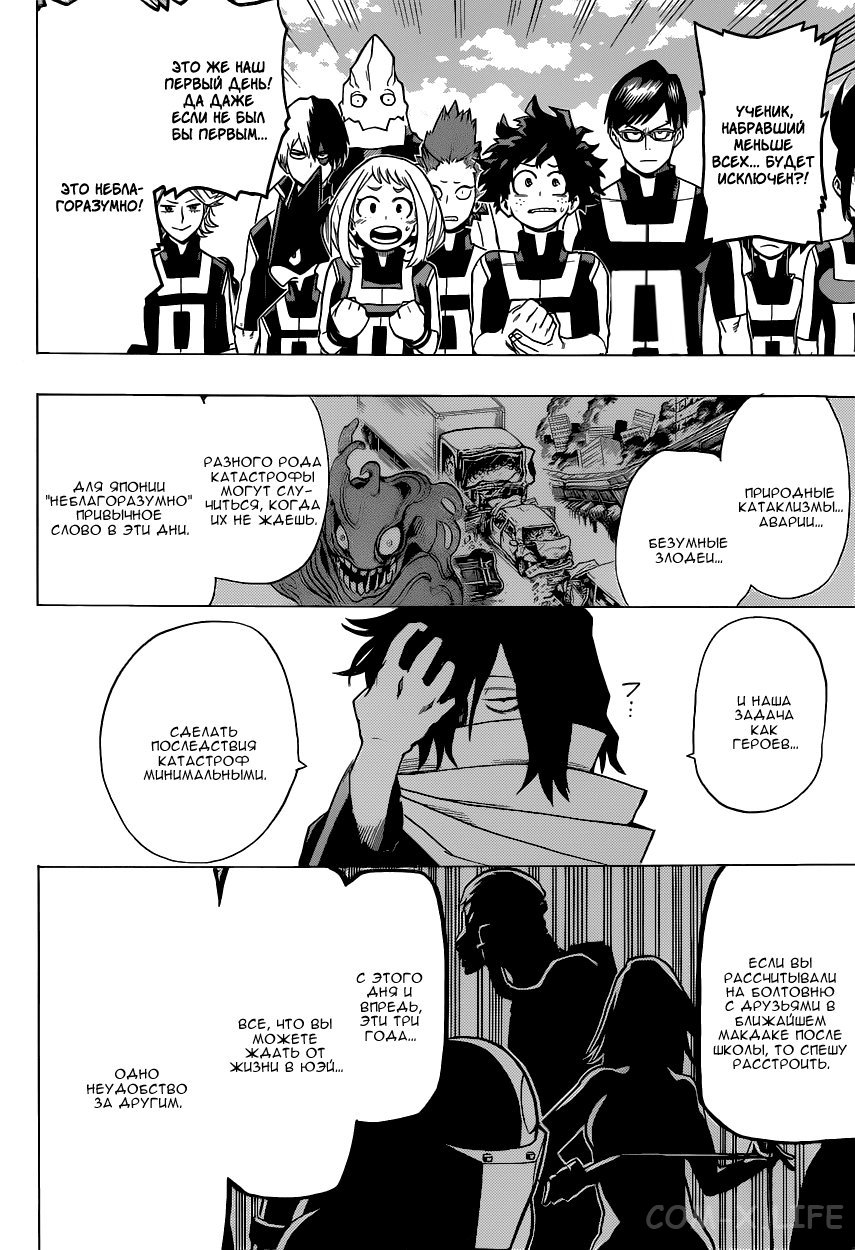 УЧЕНИК,
НАБРАВШИЙ
МЕНЬШЕ
ВСЕХ... БУДЕТ
ИСКЛЮЧЕН?!
ЭТО ЖЕ НАШ
ПЕРВЫЙ ДЕНЬ!
ДА ДАЖЕ
ЕСЛИ НЕ БЫЛ
БЫ ПЕРВЫМ...
ЭТО НЕБЛА-
ГОРАЗУМНО!
ПРИРОДНЫЕ
КАТАКЛИЗМЫ...
АВАРИИ...
БЕЗУМНЫЕ
ЗЛОДЕИ...
РАЗНОГО РОДА
КАТАСТРОФЫ
МОГУТ СЛУ-
ЧИТЬСЯ, КОГДА
ИХ НЕ ЖДЕШЬ.
ДЛЯ ЯПОНИИ
"НЕБЛАГОРАЗУМНО"
ПРИВЫЧНОЕ
СЛОВО В ЭТИ ДНИ.
И НАША
ЗАДАЧА
КАК
ГЕРОЕВ...
フ...
СДЕЛАТЬ
ПОСЛЕДСТВИЯ
КАТАСТРОФ
МИНИМАЛЬНЫМИ.
ЕСЛИ ВЫ
РАССЧИТЫВАЛИ
НА БОЛТОВНЮ
С ДРУЗЬЯМИ В
БЛИЖАЙШЕМ
МАКДАКЕ ПОСЛЕ
ШКОЛЫ, ТО СПЕШУ
РАССТРОИТЬ.
С ЭТОГО
ДНЯ И
ВПРЕДЬ,
ЭТИ ТРИ
ГОДА...
ВСЕ, ЧТО ВЫ
МОЖЕТЕ
ЖДАТЬ ОТ
ЖИЗНИ В ЮЭЙ...
ОДНО
НЕУДОБСТВО
ЗА ДРУГИМ.
COM-X.LIFE